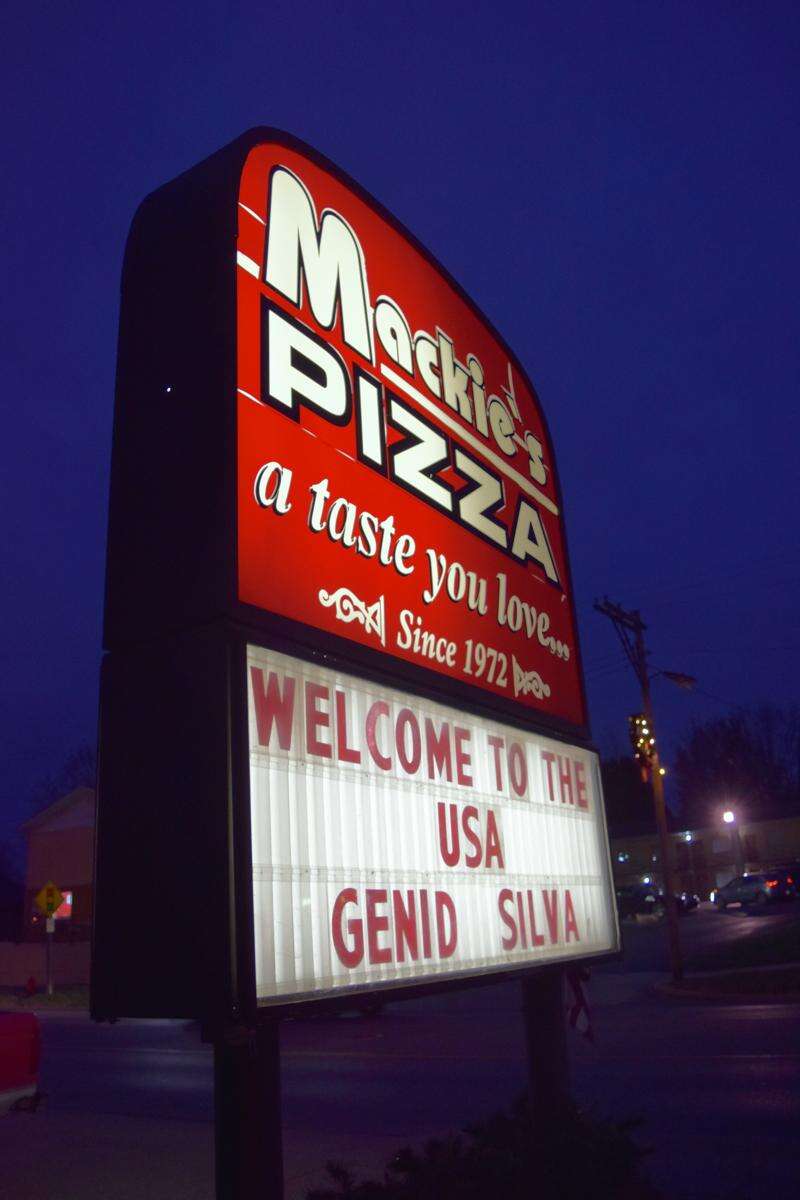 Mackie's
PIZZA
a taste you love...
Since 1972
WELCOME TO THE
USA
GENID SILVA